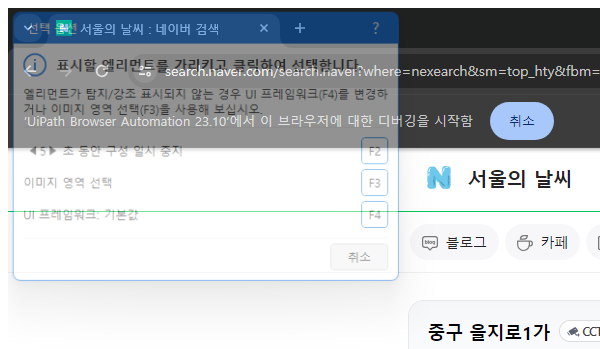 선택 옵션
서울의 날씨 : 네이버 검색
?
표시할 엘리먼트를 가리키고 클릭하여 선택합니다.
search.naver.com/search.naver?where=nexearch&sm=top_hty&fbm=
엘리먼트가 탐지/강조 표시되지 않는 경우 UI 프레임워크(F4)를 변경하
거나 이미지 영역 선택(F3)을 사용해 보십시오.
'UiPath Browser Automation 23.10'에서 이 브라우저에 대한 디버깅을 시작함
취소
5 초 동안 구성 일시 중지 F2
이미지 영역 선택 F3
UI 프레임워크: 기본값 F4
취소
N 서울의 날씨
블로그 카페
중구 을지로1가 CCT